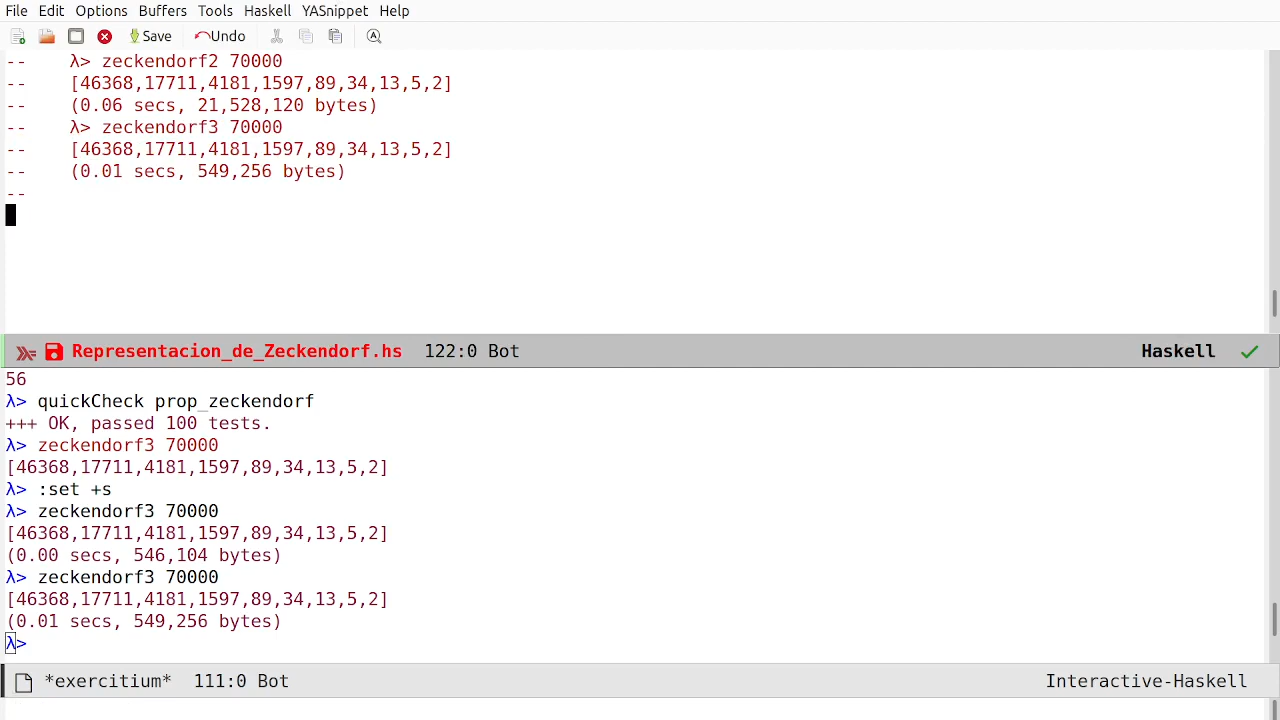 File Edit Options Buffers Tools Haskell YASnippet Help
Save Undo
--    λ> zeckendorf2 70000
--    [46368,17711,4181,1597,89,34,13,5,2]
--    (0.06 secs, 21,528,120 bytes)
--    λ> zeckendorf3 70000
--    [46368,17711,4181,1597,89,34,13,5,2]
--    (0.01 secs, 549,256 bytes)
--
Representacion_de_Zeckendorf.hs 122:0 Bot Haskell ✓
56
λ> quickCheck prop_zeckendorf
+++ OK, passed 100 tests.
λ> zeckendorf3 70000
[46368,17711,4181,1597,89,34,13,5,2]
λ> :set +s
λ> zeckendorf3 70000
[46368,17711,4181,1597,89,34,13,5,2]
(0.00 secs, 546,104 bytes)
λ> zeckendorf3 70000
[46368,17711,4181,1597,89,34,13,5,2]
(0.01 secs, 549,256 bytes)
λ>
*exercitium* 111:0 Bot Interactive-Haskell